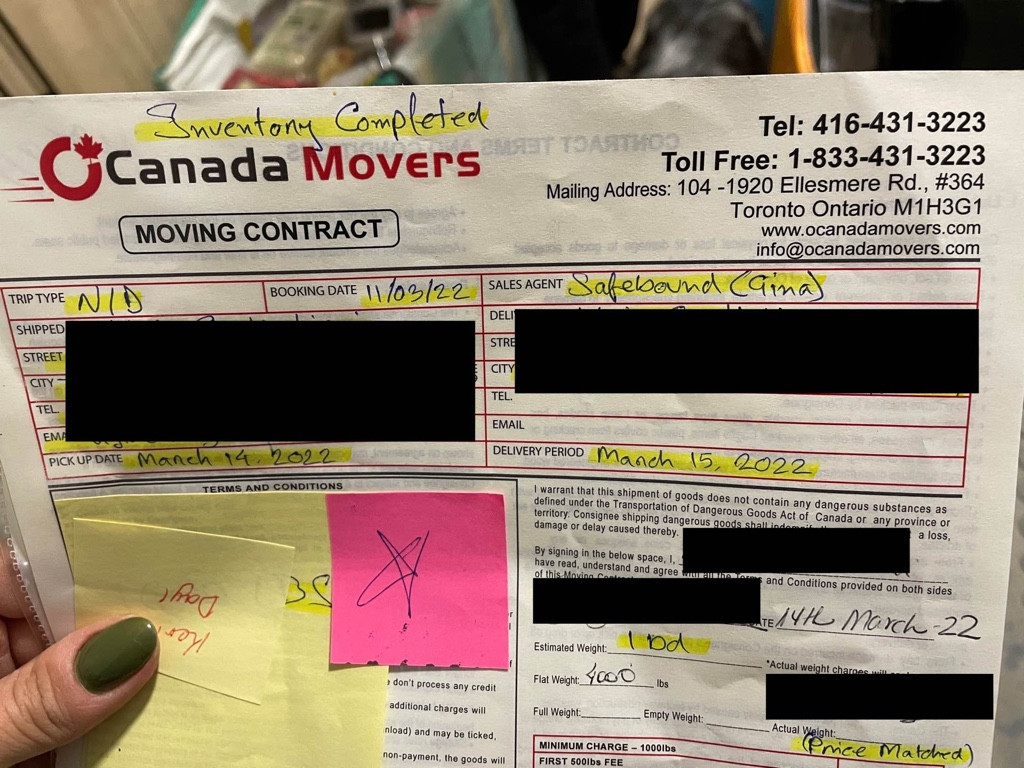 Inventory Completed
OCanada Movers
MOVING CONTRACT
Tel: 416-431-3223
Toll Free: 1-833-431-3223
Mailing Address: 104 -1920 Ellesmere Rd., #364
Toronto Ontario M1H3G1
www.ocanadamovers.com
info@ocanadamovers.com
TRIP TYPE N/D BOOKING DATE 11/03/22 SALES AGENT Safebound (Gina)
SHIPPED
STREET STRE
CITY CITY
TEL. TEL.
EMA EMAIL
PICK UP DATE March 14, 2022 DELIVERY PERIOD March 15, 2022
TERMS AND CONDITIONS
Days
35
don't process any credit
additional charges will
nload) and may be ticked,
non-payment, the goods will
I warrant that this shipment of goods does not contain any dangerous substances as
defined under the Transportation of Dangerous Goods Act of Canada or any province or
territory. Consignee shipping dangerous goods shall a loss,
damage or delay caused thereby.
By signing in the below space, I,
have read, understand and agree with all the and Conditions provided on both sides
of this Moving
14th March-22
Estimated Weight: 1 bd
*Actual weight charges will
Flat Weight: 4000 lbs
Full Weight: Empty Weight: Actual Weight:
(Price Matched)
MINIMUM CHARGE – 1000lbs
FIRST 500lbs FEE